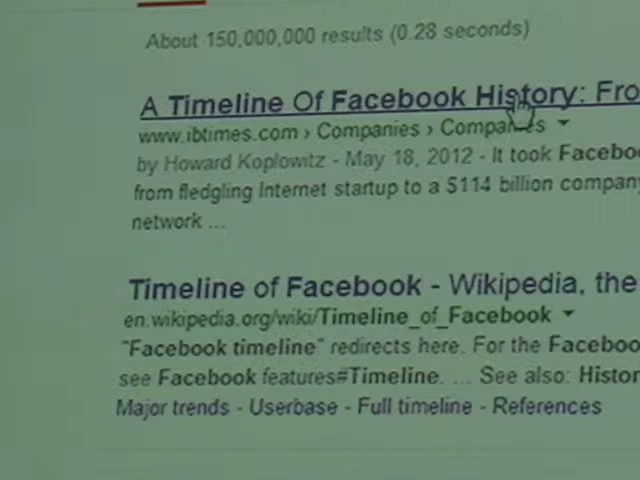 About 150,000,000 results (0.28 seconds)
A Timeline Of Facebook History: Fro
www.ibtimes.com › Companies › Companies
by Howard Koplowitz - May 18, 2012 - It took Facebo
from fledgling Internet startup to a $114 billion company
network ...
Timeline of Facebook - Wikipedia, the
en.wikipedia.org/wiki/Timeline_of_Facebook
"Facebook timeline" redirects here. For the Faceboo
see Facebook features#Timeline. ... See also: Histor
Major trends - Userbase - Full timeline - References